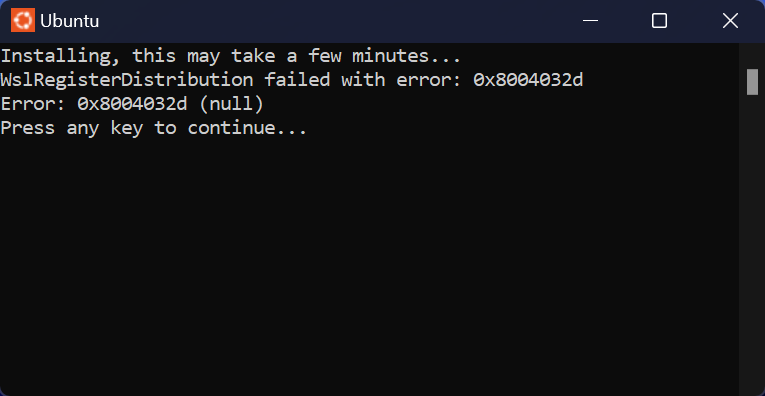 Ubuntu
Installing, this may take a few minutes...
WslRegisterDistribution failed with error: 0x8004032d
Error: 0x8004032d (null)
Press any key to continue...